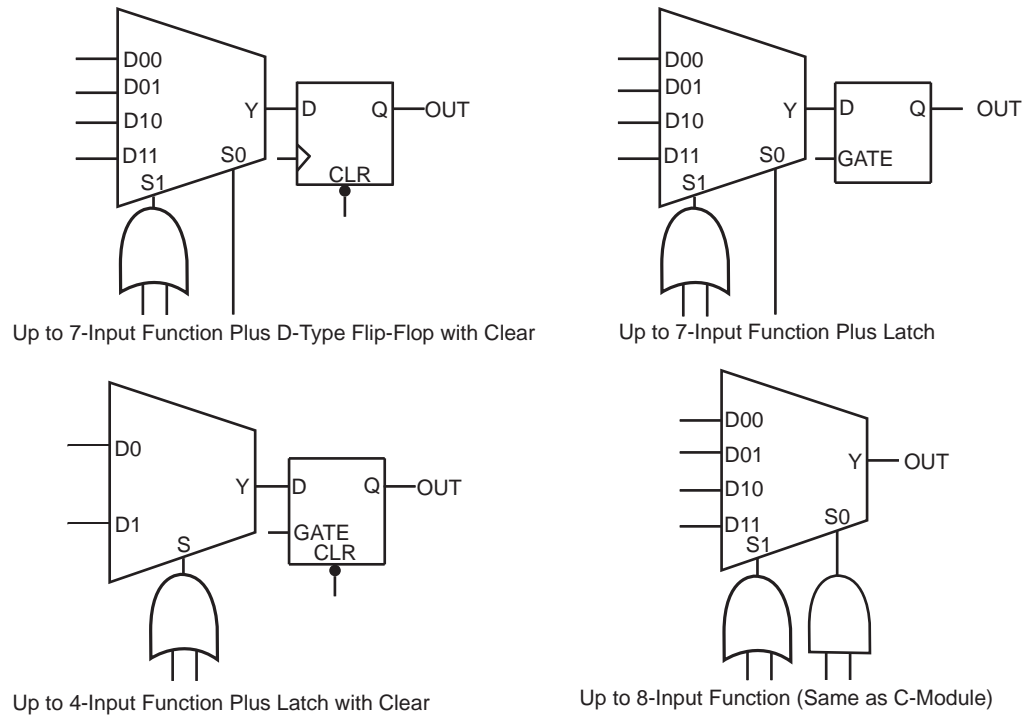 D00
D01
D10
D11
S1
S0
Y
D
Q
CLR
OUT
Up to 7-Input Function Plus D-Type Flip-Flop with Clear
D00
D01
D10
D11
S1
S0
Y
D
Q
GATE
OUT
Up to 7-Input Function Plus Latch
D0
D1
S
Y
D
Q
GATE
CLR
OUT
Up to 4-Input Function Plus Latch with Clear
D00
D01
D10
D11
S1
S0
Y
OUT
Up to 8-Input Function (Same as C-Module)